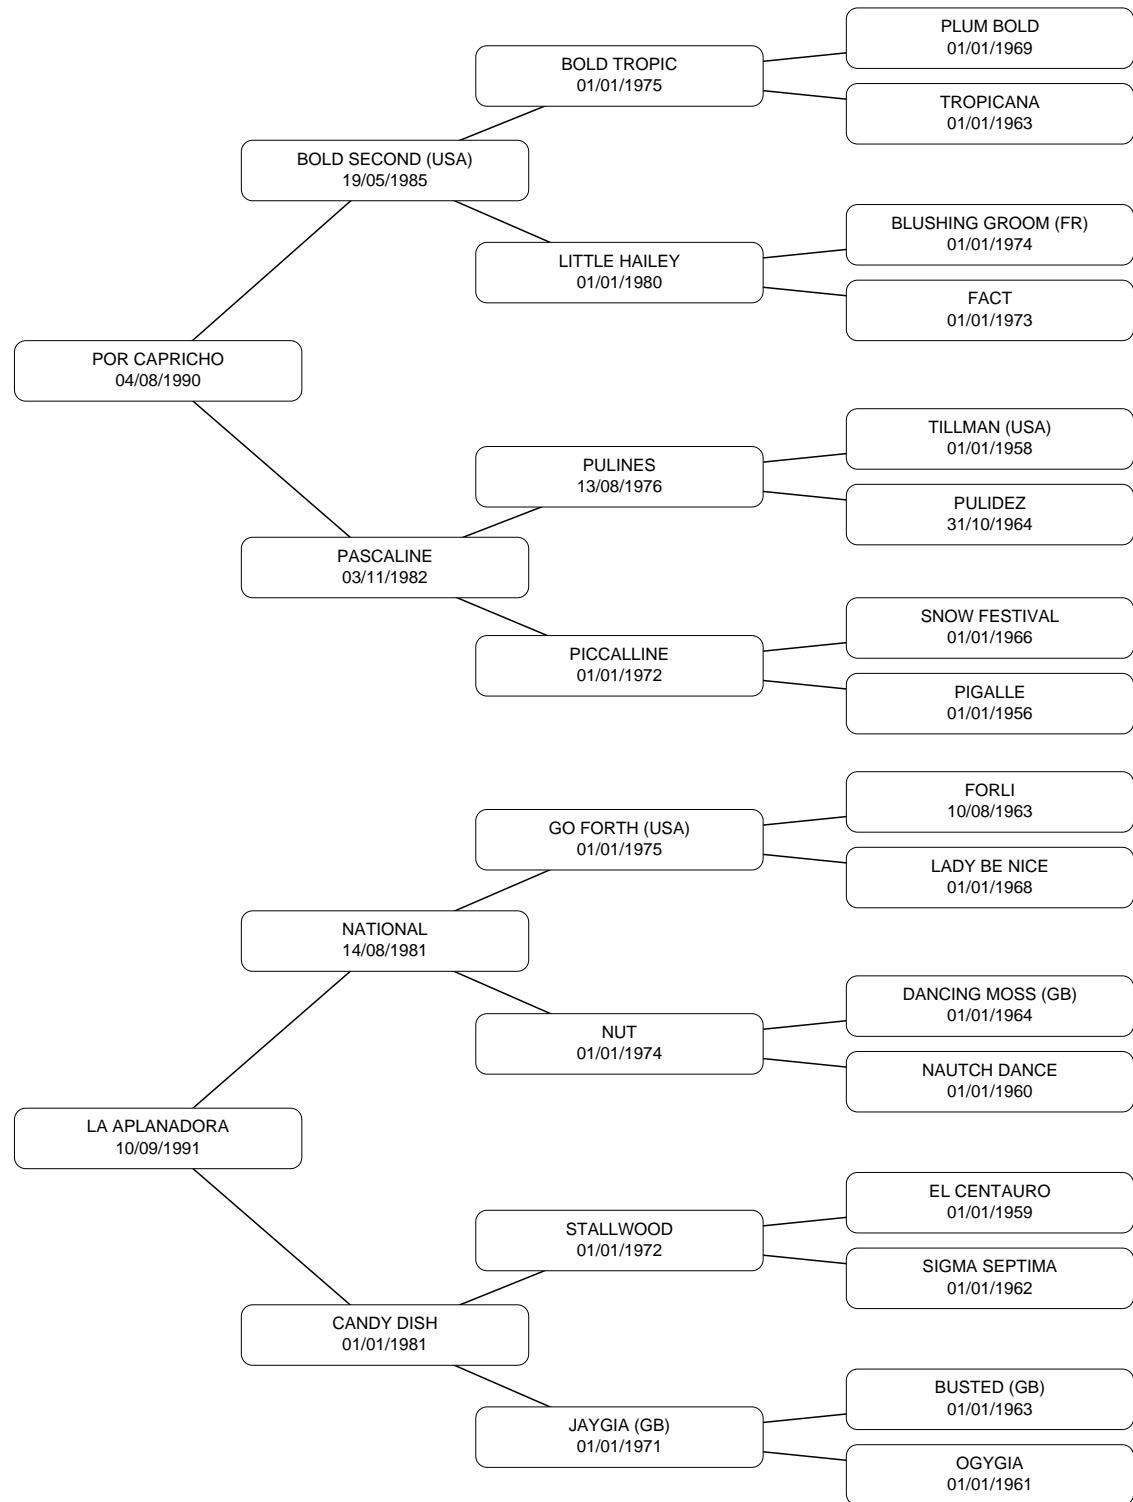 PLUM BOLD
01/01/1969
BOLD TROPIC
01/01/1975
TROPICANA
01/01/1963
BOLD SECOND (USA)
19/05/1985
BLUSHING GROOM (FR)
01/01/1974
LITTLE HAILEY
01/01/1980
FACT
01/01/1973
POR CAPRICHO
04/08/1990
TILLMAN (USA)
01/01/1958
PULINES
13/08/1976
PULIDEZ
31/10/1964
PASCALINE
03/11/1982
SNOW FESTIVAL
01/01/1966
PICCALLINE
01/01/1972
PIGALLE
01/01/1956
FORLI
10/08/1963
GO FORTH (USA)
01/01/1975
LADY BE NICE
01/01/1968
NATIONAL
14/08/1981
DANCING MOSS (GB)
01/01/1964
NUT
01/01/1974
NAUTCH DANCE
01/01/1960
LA APLANADORA
10/09/1991
EL CENTAURO
01/01/1959
STALLWOOD
01/01/1972
SIGMA SEPTIMA
01/01/1962
CANDY DISH
01/01/1981
BUSTED (GB)
01/01/1963
JAYGIA (GB)
01/01/1971
OGYGIA
01/01/1961